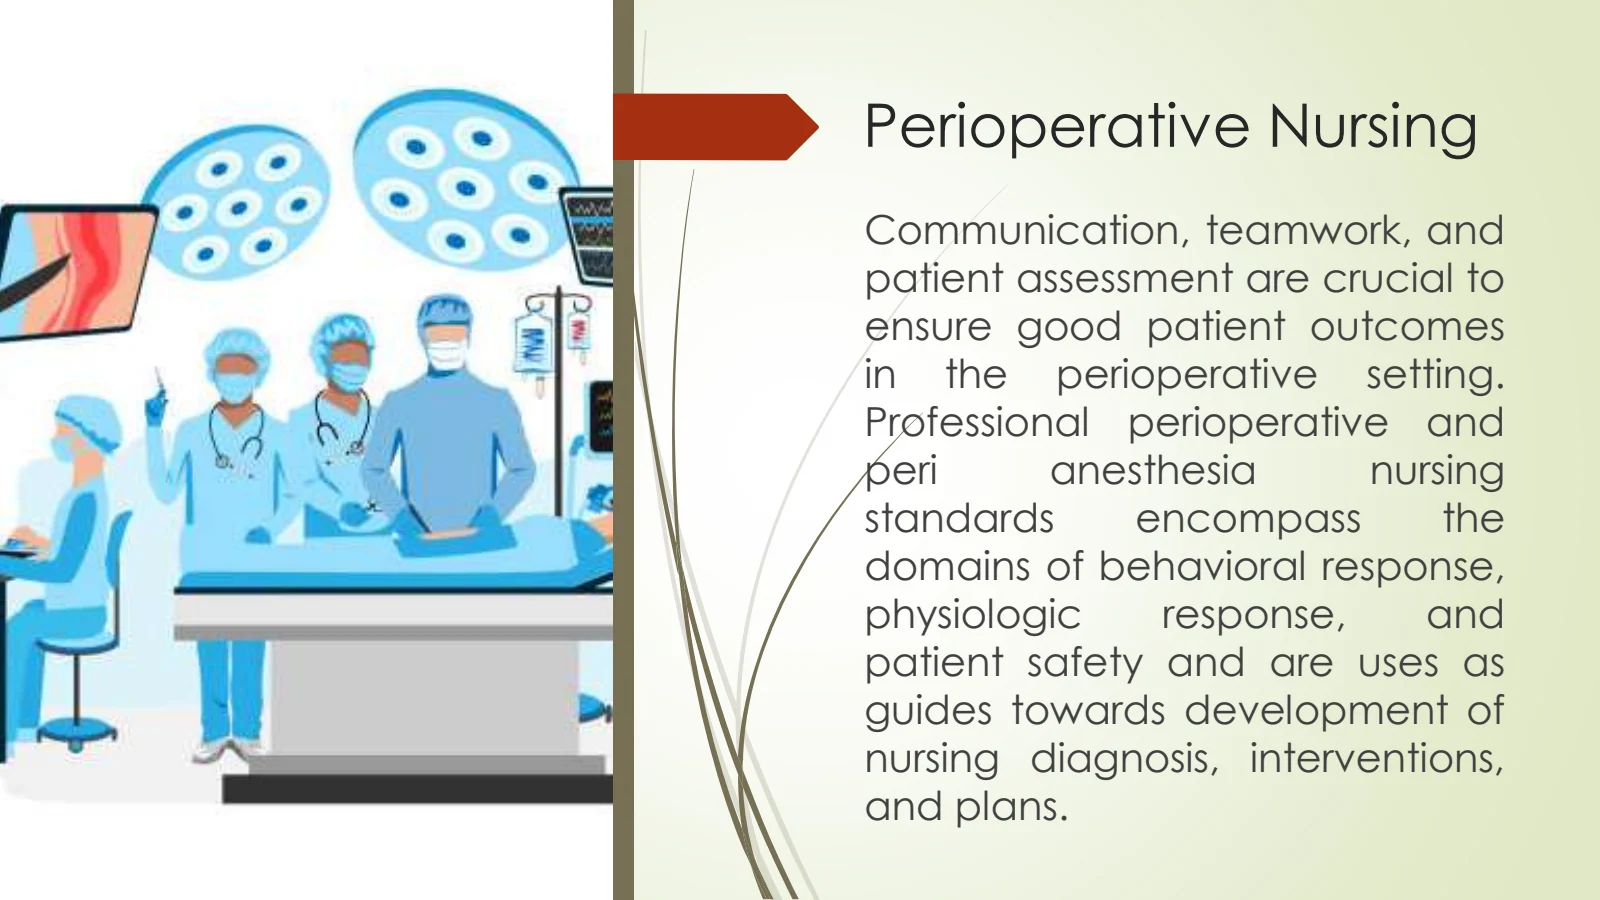 Perioperative Nursing
Communication, teamwork, and
patient assessment are crucial to
ensure good patient outcomes
in the perioperative setting.
Professional perioperative and
peri anesthesia nursing
standards encompass the
domains of behavioral response,
physiologic response, and
patient safety and are uses as
guides towards development of
nursing diagnosis, interventions,
and plans.